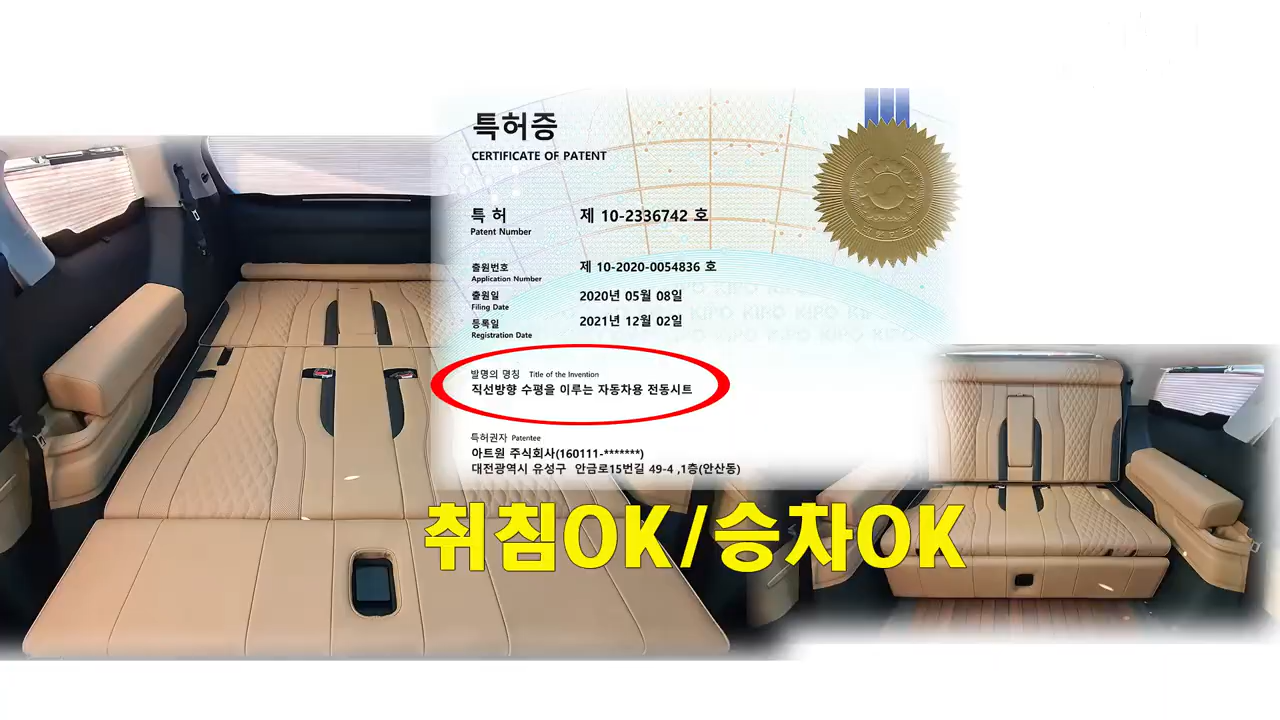 특허증
CERTIFICATE OF PATENT
특 허 제 10-2336742 호
Patent Number
출원번호 제 10-2020-0054836 호
Application Number
출원일 2020년 05월 08일
Filing Date
등록일 2021년 12월 02일
Registration Date
KIPO KIPO KIPO
발명의 명칭 Title of the Invention
직선방향 수평을 이루는 자동차용 전동시트
특허권자 Patentee
아트원 주식회사(160111-*******)
대전광역시 유성구 안금로15번길 49-4 ,1층(안산동)
취침OK/승차OK